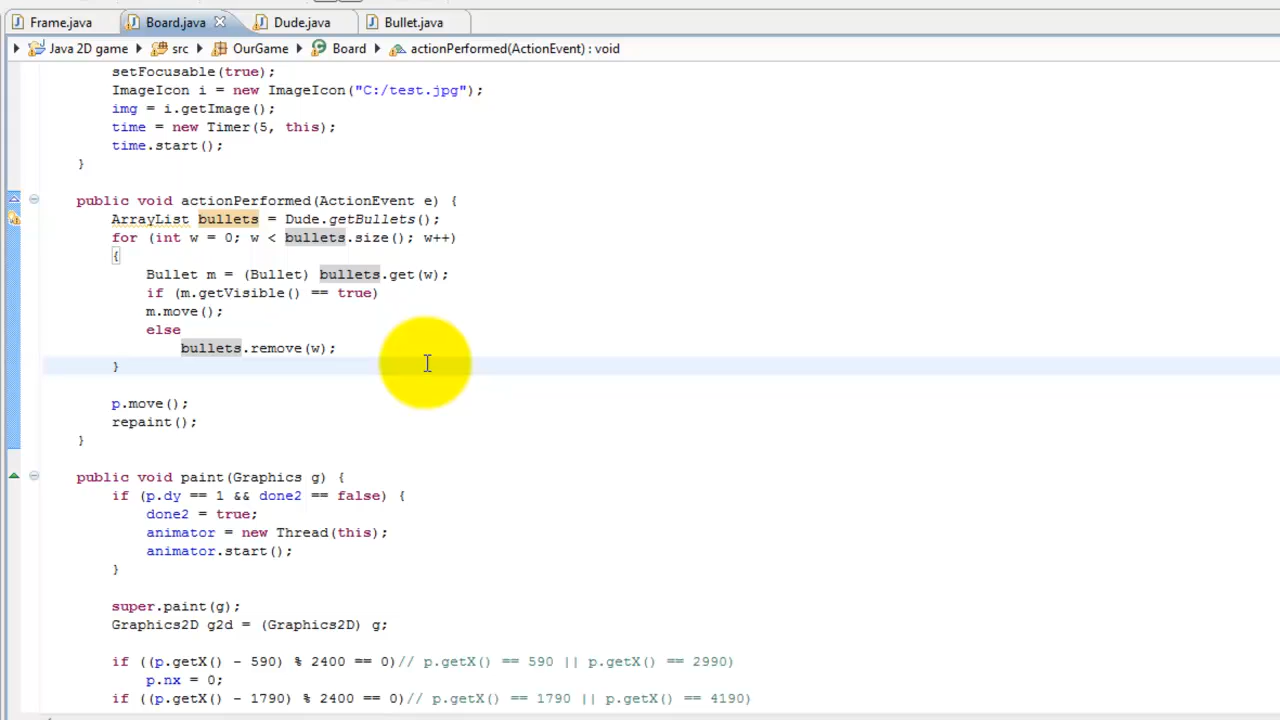 Frame.java Board.java Dude.java Bullet.java
Java 2D game src OurGame Board actionPerformed(ActionEvent) : void
setFocusable(true);
ImageIcon i = new ImageIcon("C:/test.jpg");
img = i.getImage();
time = new Timer(5, this);
time.start();
}
public void actionPerformed(ActionEvent e) {
ArrayList bullets = Dude.getBullets();
for (int w = 0; w < bullets.size(); w++)
{
Bullet m = (Bullet) bullets.get(w);
if (m.getVisible() == true)
m.move();
else
bullets.remove(w);
}
p.move();
repaint();
}
public void paint(Graphics g) {
if (p.dy == 1 && done2 == false) {
done2 = true;
animator = new Thread(this);
animator.start();
}
super.paint(g);
Graphics2D g2d = (Graphics2D) g;
if ((p.getX() - 590) % 2400 == 0)// p.getX() == 590 || p.getX() == 2990)
p.nx = 0;
if ((p.getX() - 1790) % 2400 == 0)// p.getX() == 1790 || p.getX() == 4190)